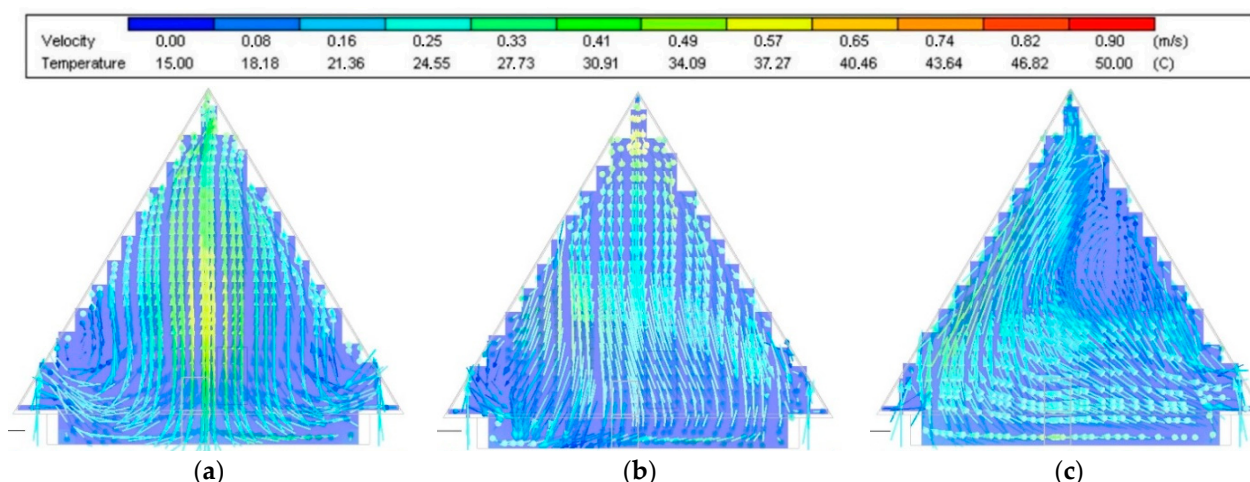 Velocity 0.00 0.08 0.16 0.25 0.33 0.41 0.49 0.57 0.65 0.74 0.82 0.90 (m/s)
Temperature 15.00 18.18 21.36 24.55 27.73 30.91 34.09 37.27 40.46 43.64 46.82 50.00 (C)
(a) (b) (c)